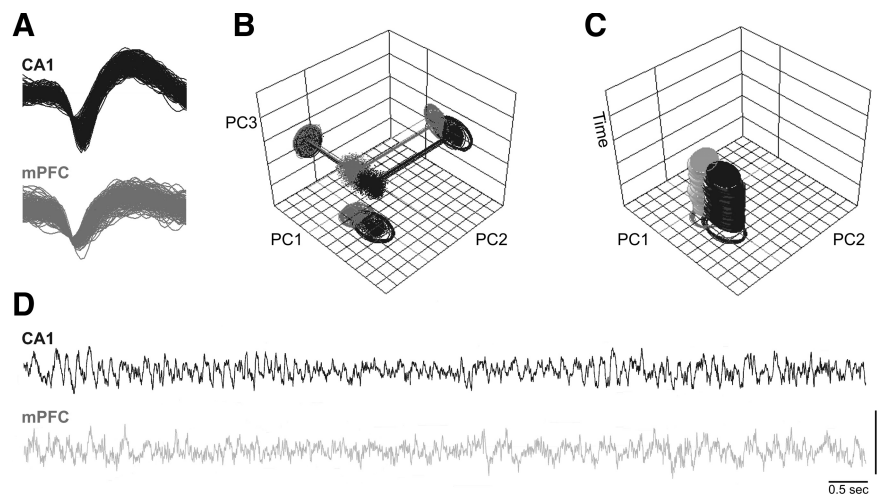 A
CA1
mPFC
B
PC3
PC1
PC2
C
Time
PC1
PC2
D
CA1
mPFC
0.5 sec